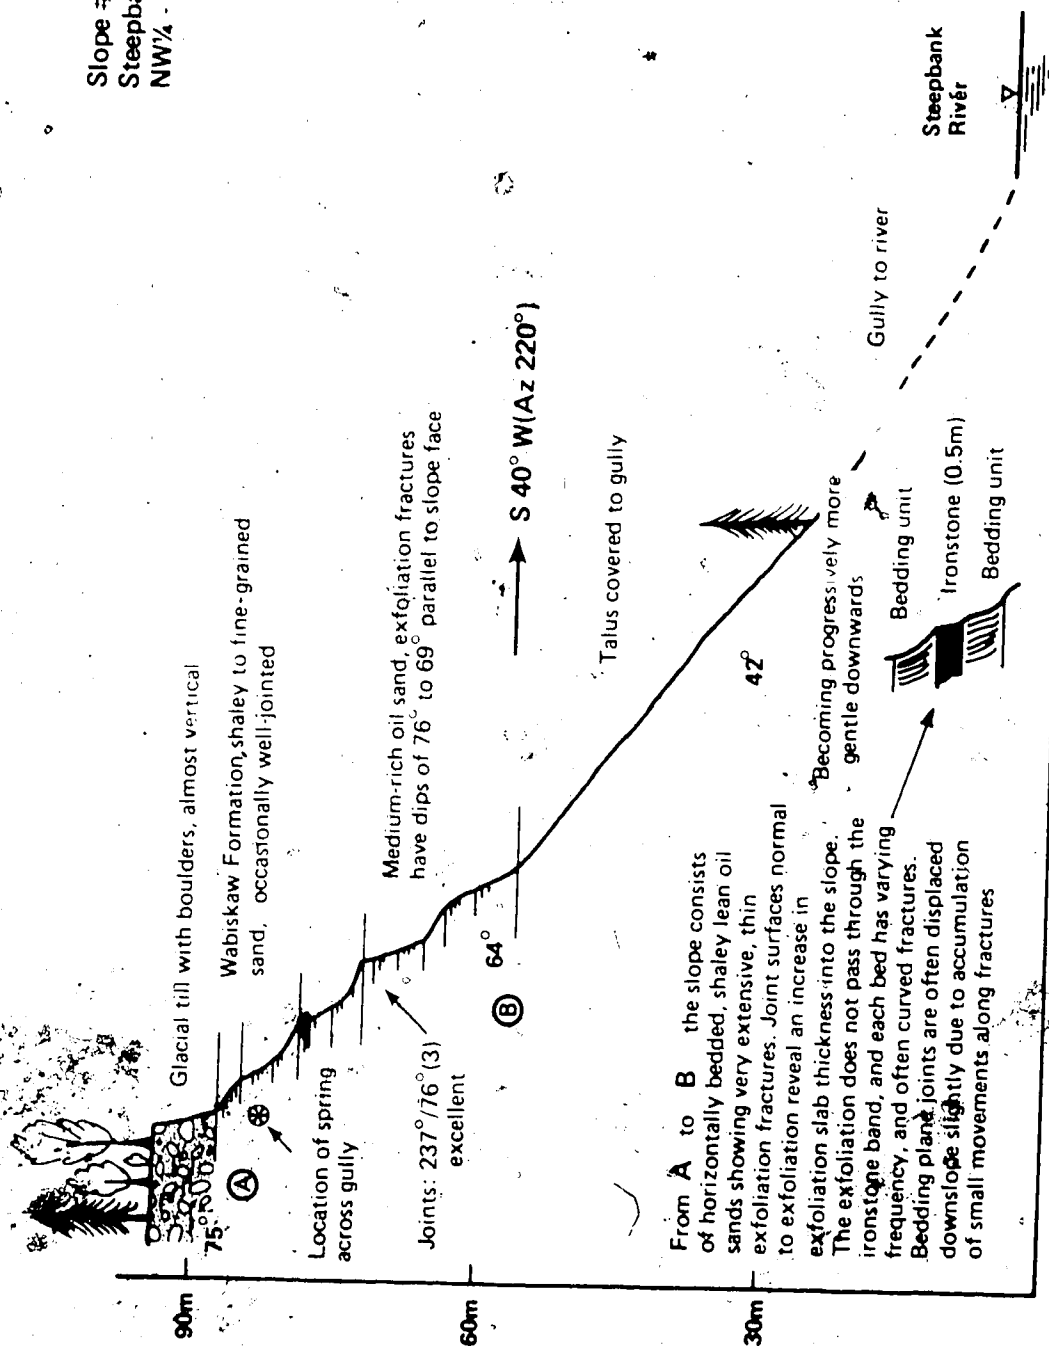 Slope
Steepba
NW¼ -
Glacial till with boulders, almost vertical
Wabiskaw Formation, shaley to fine-grained
sand, occasionally well-jointed
Medium-rich oil sand, exfoliation fractures
have dips of 76° to 69° parallel to slope face
S 40° W(Az 220°)
Talus covered to gully
Gully to river
Steepbank
River
90m
60m
30m
75°
A
Location of spring
across gully
Joints: 237°/76° (3)
excellent
B
64°
42°
Becoming progressively more
gentle downwards
Bedding unit
Ironstone (0.5m)
Bedding unit
From A to B the slope consists
of horizontally bedded, shaley lean oil
sands showing very extensive, thin
exfoliation fractures. Joint surfaces normal
to exfoliation reveal an increase in
exfoliation slab thickness into the slope.
The exfoliation does not pass through the
ironstone band, and each bed has varying
frequency, and often curved fractures.
Bedding plane joints are often displaced
downslope slightly due to accumulation
of small movements along fractures